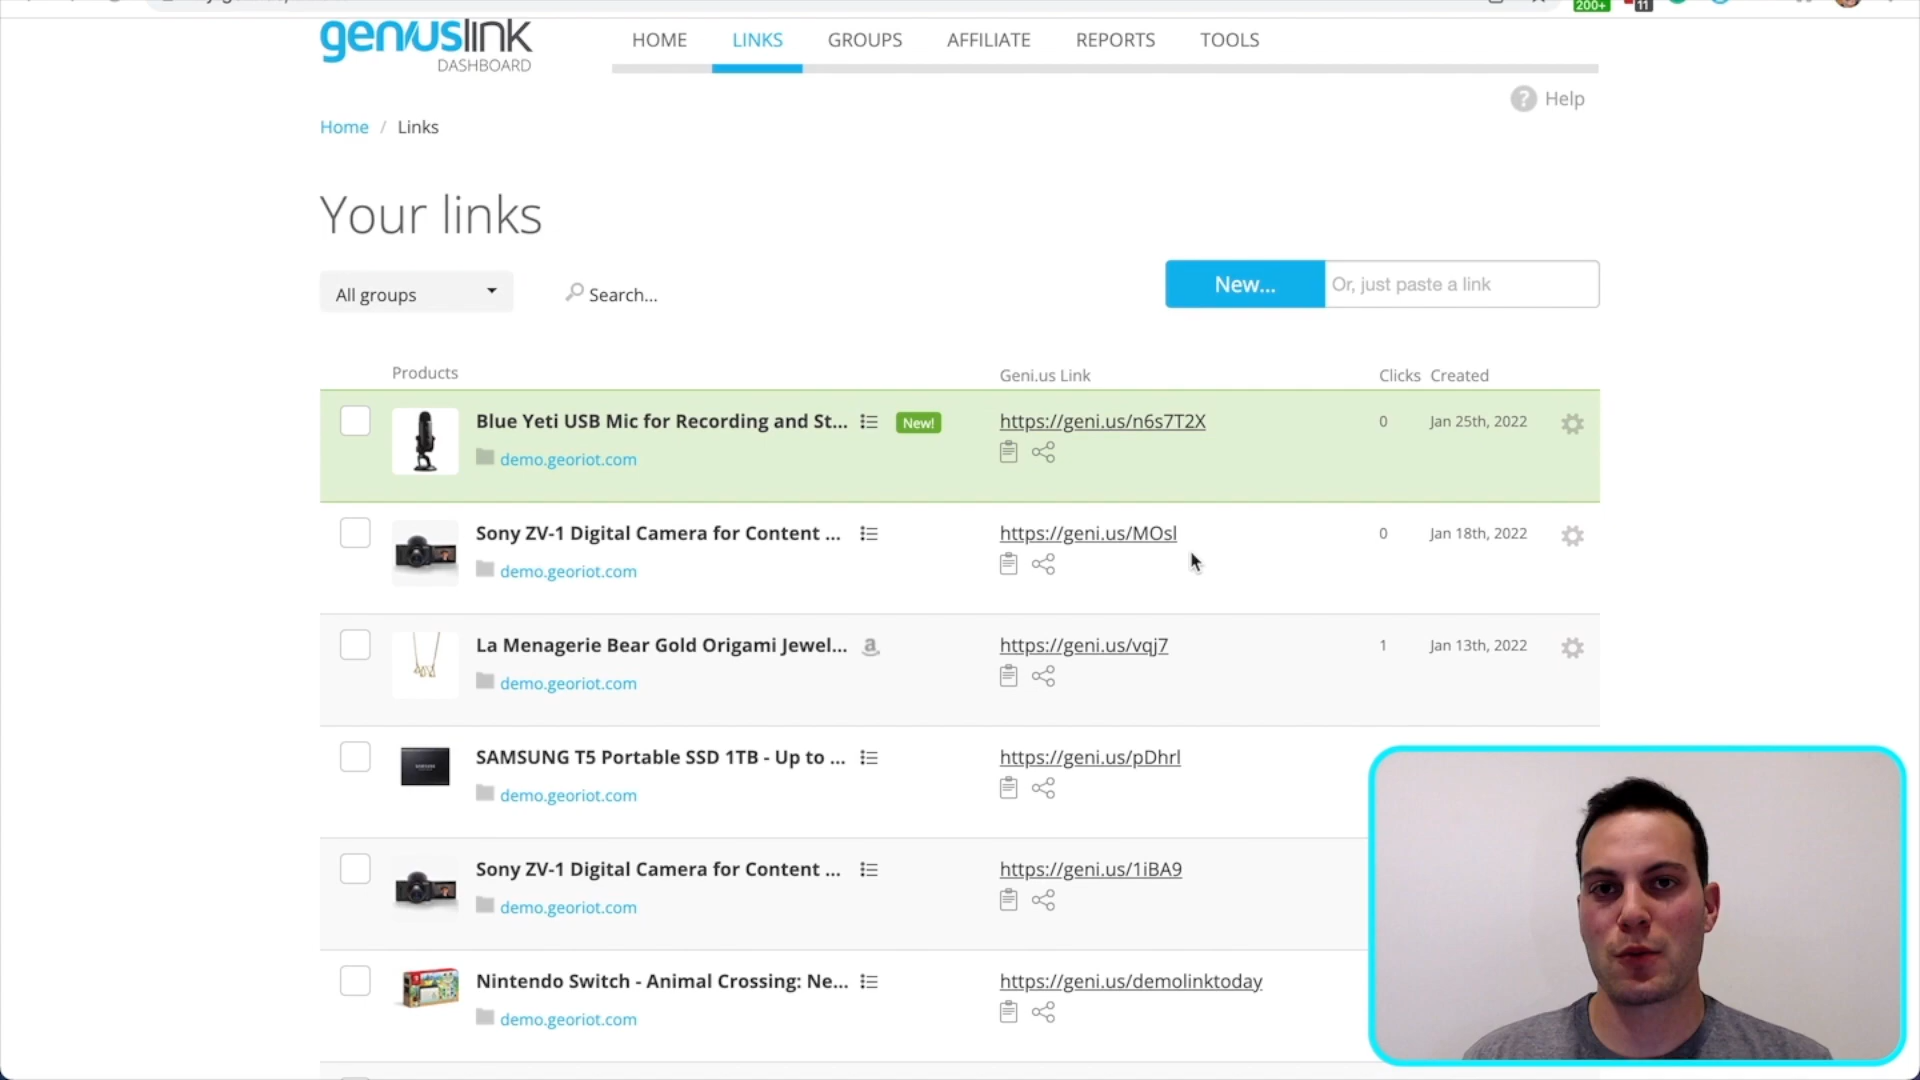 200+
11
geniuslink
DASHBOARD
HOME
LINKS
GROUPS
AFFILIATE
REPORTS
TOOLS
Help
Home / Links
Your links
All groups
Search...
New...
Or, just paste a link
Products
Geni.us Link
Clicks
Created
Blue Yeti USB Mic for Recording and St...
New!
https://geni.us/n6s7T2X
0
Jan 25th, 2022
demo.georiot.com
Sony ZV-1 Digital Camera for Content ...
https://geni.us/MOsl
0
Jan 18th, 2022
demo.georiot.com
La Menagerie Bear Gold Origami Jewel...
https://geni.us/vqj7
1
Jan 13th, 2022
demo.georiot.com
SAMSUNG T5 Portable SSD 1TB - Up to ...
https://geni.us/pDhrl
demo.georiot.com
Sony ZV-1 Digital Camera for Content ...
https://geni.us/1iBA9
demo.georiot.com
Nintendo Switch - Animal Crossing: Ne...
https://geni.us/demolinktoday
demo.georiot.com